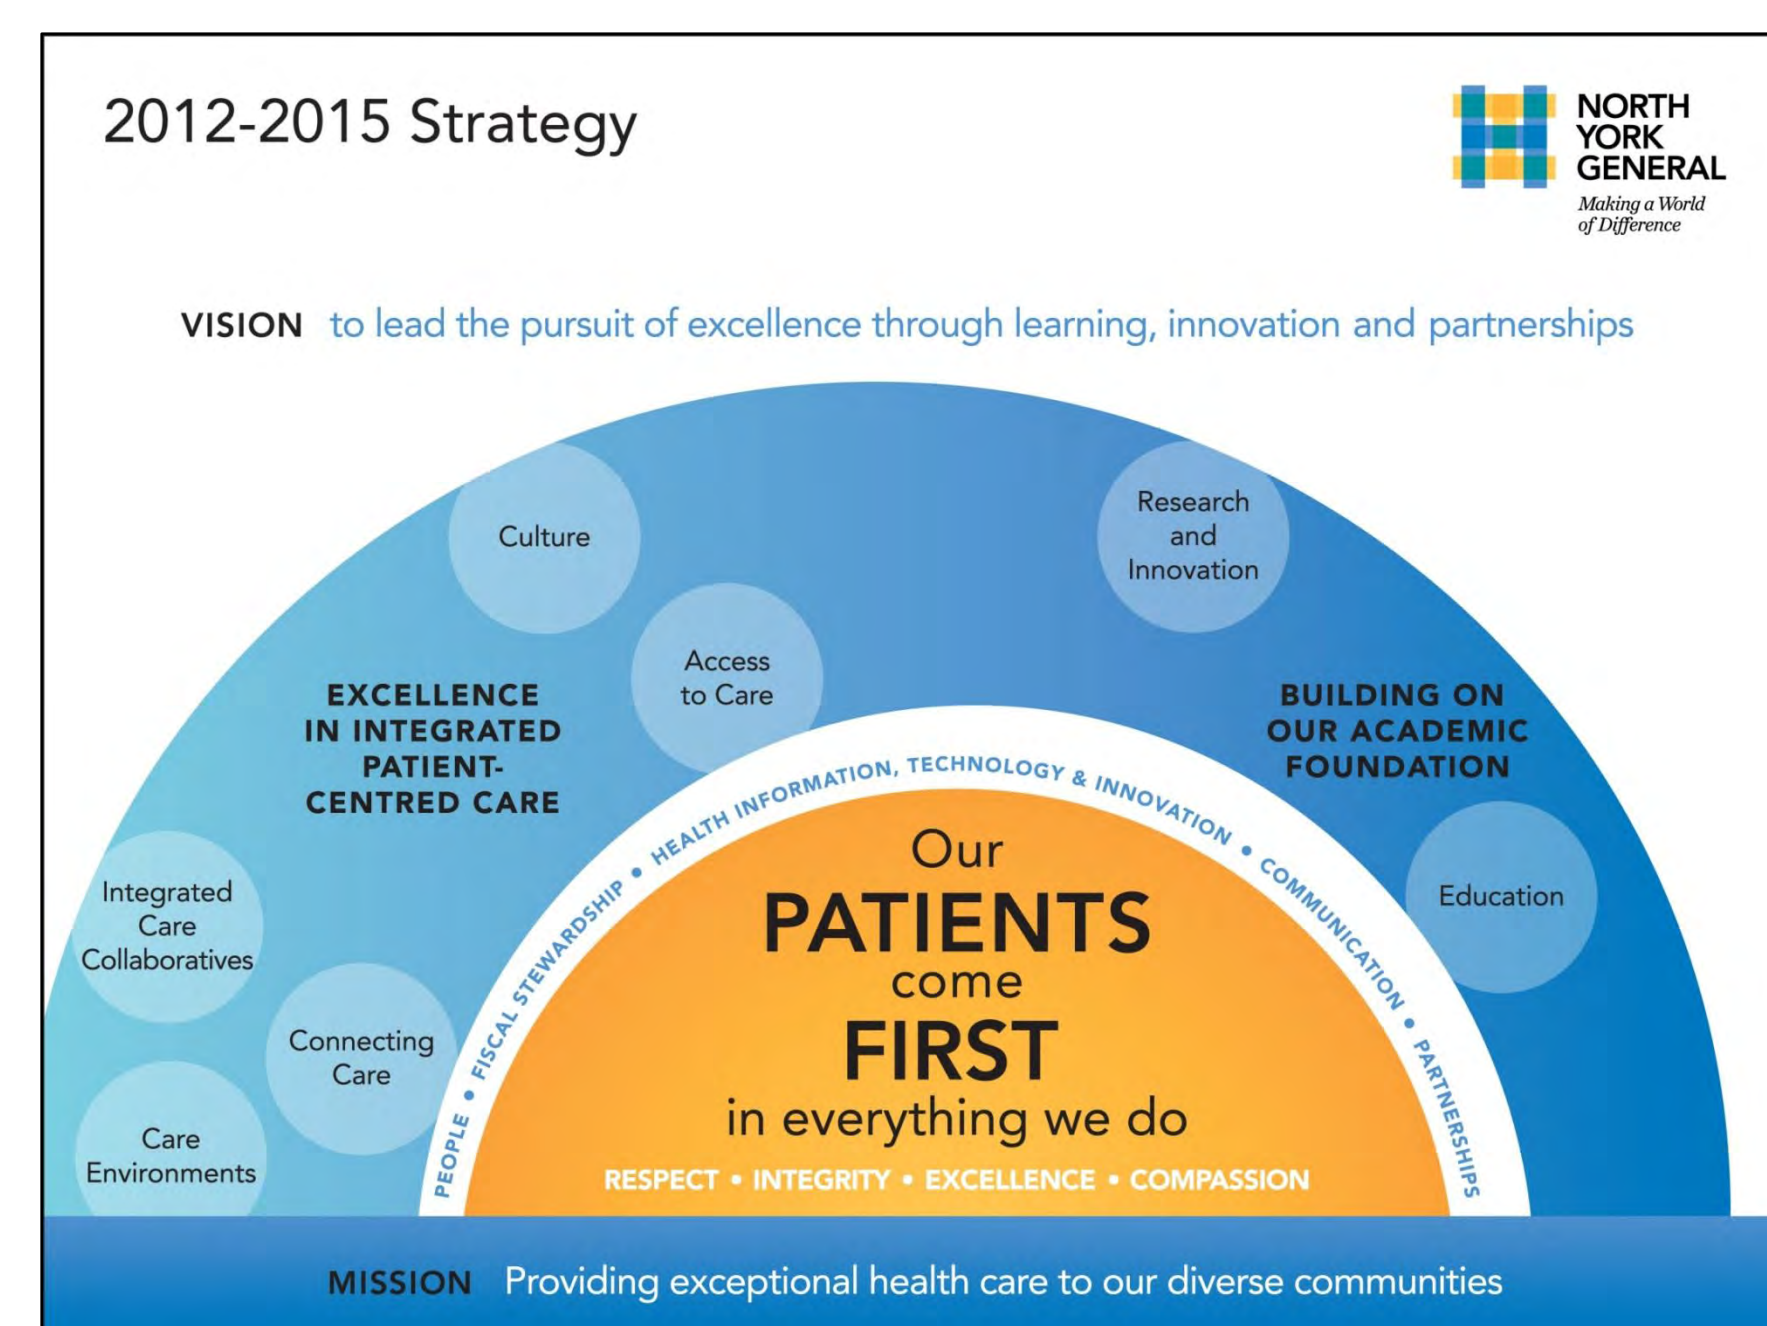 2012-2015 Strategy
NORTH
YORK
GENERAL
Making a World
of Difference
VISION to lead the pursuit of excellence through learning, innovation and partnerships
Culture
Research
and
Innovation
Access
to Care
EXCELLENCE
IN INTEGRATED
PATIENT-
CENTRED CARE
BUILDING ON
OUR ACADEMIC
FOUNDATION
Integrated
Care
Collaboratives
Connecting
Care
Care
Environments
Education
PEOPLE • FISCAL STEWARDSHIP • HEALTH INFORMATION, TECHNOLOGY & INNOVATION • COMMUNICATION • PARTNERSHIPS
Our
PATIENTS
come
FIRST
in everything we do
RESPECT • INTEGRITY • EXCELLENCE • COMPASSION
MISSION Providing exceptional health care to our diverse communities